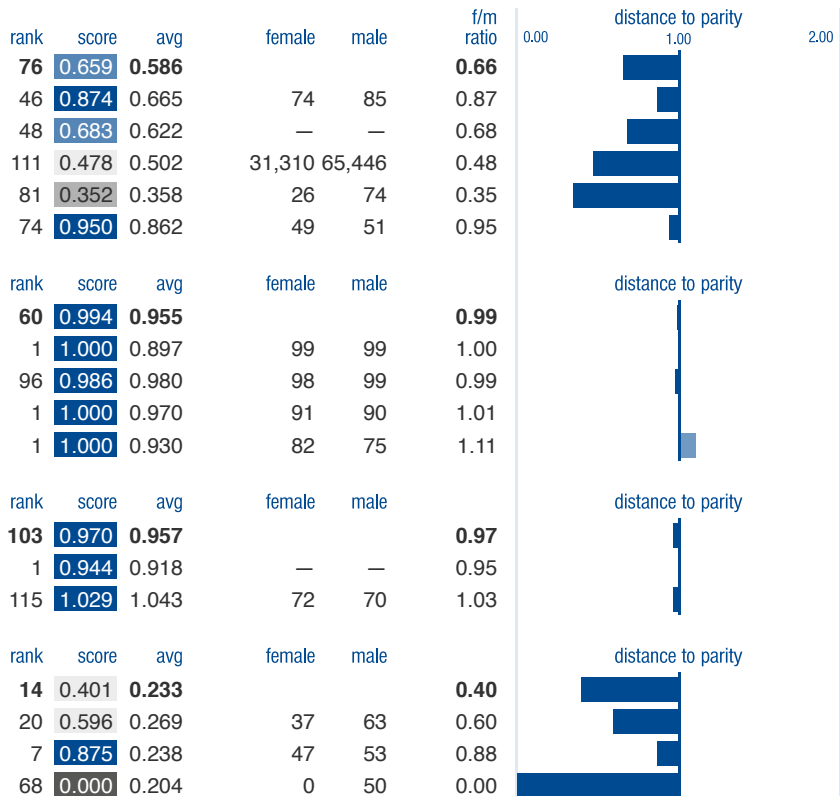 f/m distance to parity
rank score avg female male ratio 0.00 1.00 2.00
76 0.659 0.586 0.66
46 0.874 0.665 74 85 0.87
48 0.683 0.622 — — 0.68
111 0.478 0.502 31,310 65,446 0.48
81 0.352 0.358 26 74 0.35
74 0.950 0.862 49 51 0.95
rank score avg female male distance to parity
60 0.994 0.955 0.99
1 1.000 0.897 99 99 1.00
96 0.986 0.980 98 99 0.99
1 1.000 0.970 91 90 1.01
1 1.000 0.930 82 75 1.11
rank score avg female male distance to parity
103 0.970 0.957 0.97
1 0.944 0.918 — — 0.95
115 1.029 1.043 72 70 1.03
rank score avg female male distance to parity
14 0.401 0.233 0.40
20 0.596 0.269 37 63 0.60
7 0.875 0.238 47 53 0.88
68 0.000 0.204 0 50 0.00